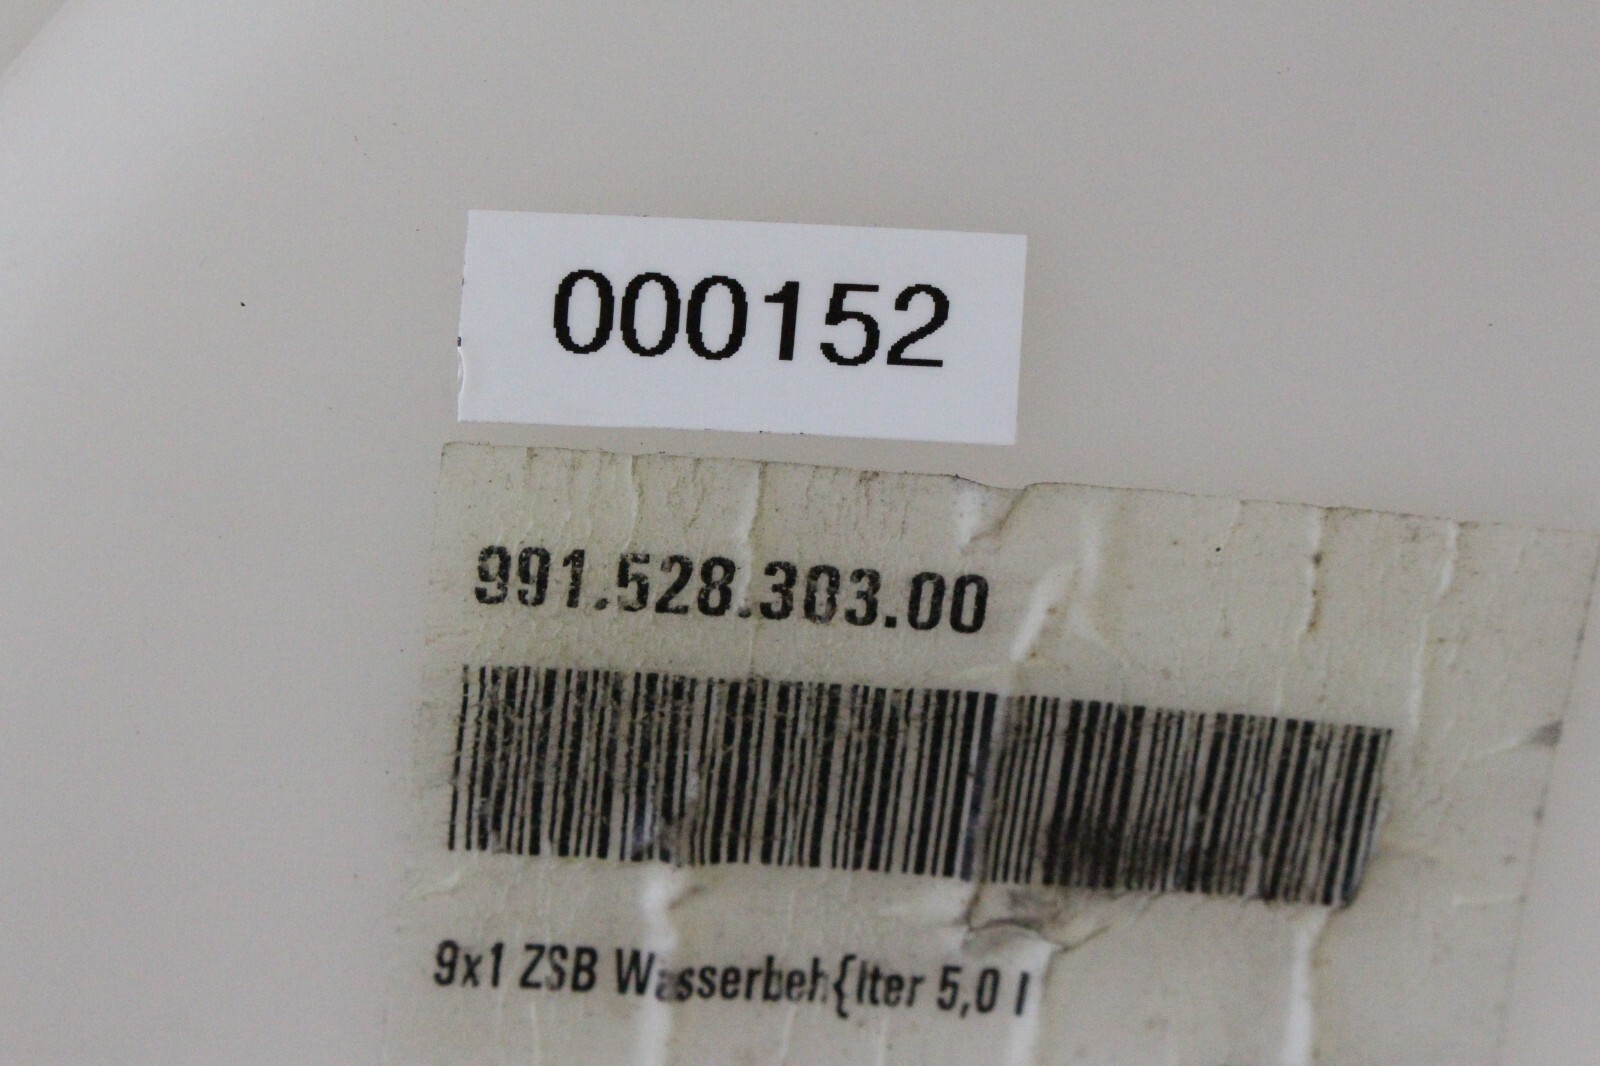 000152
991.528.303.00
9x1 ZSB Wasserbeh{lter 5,0 l